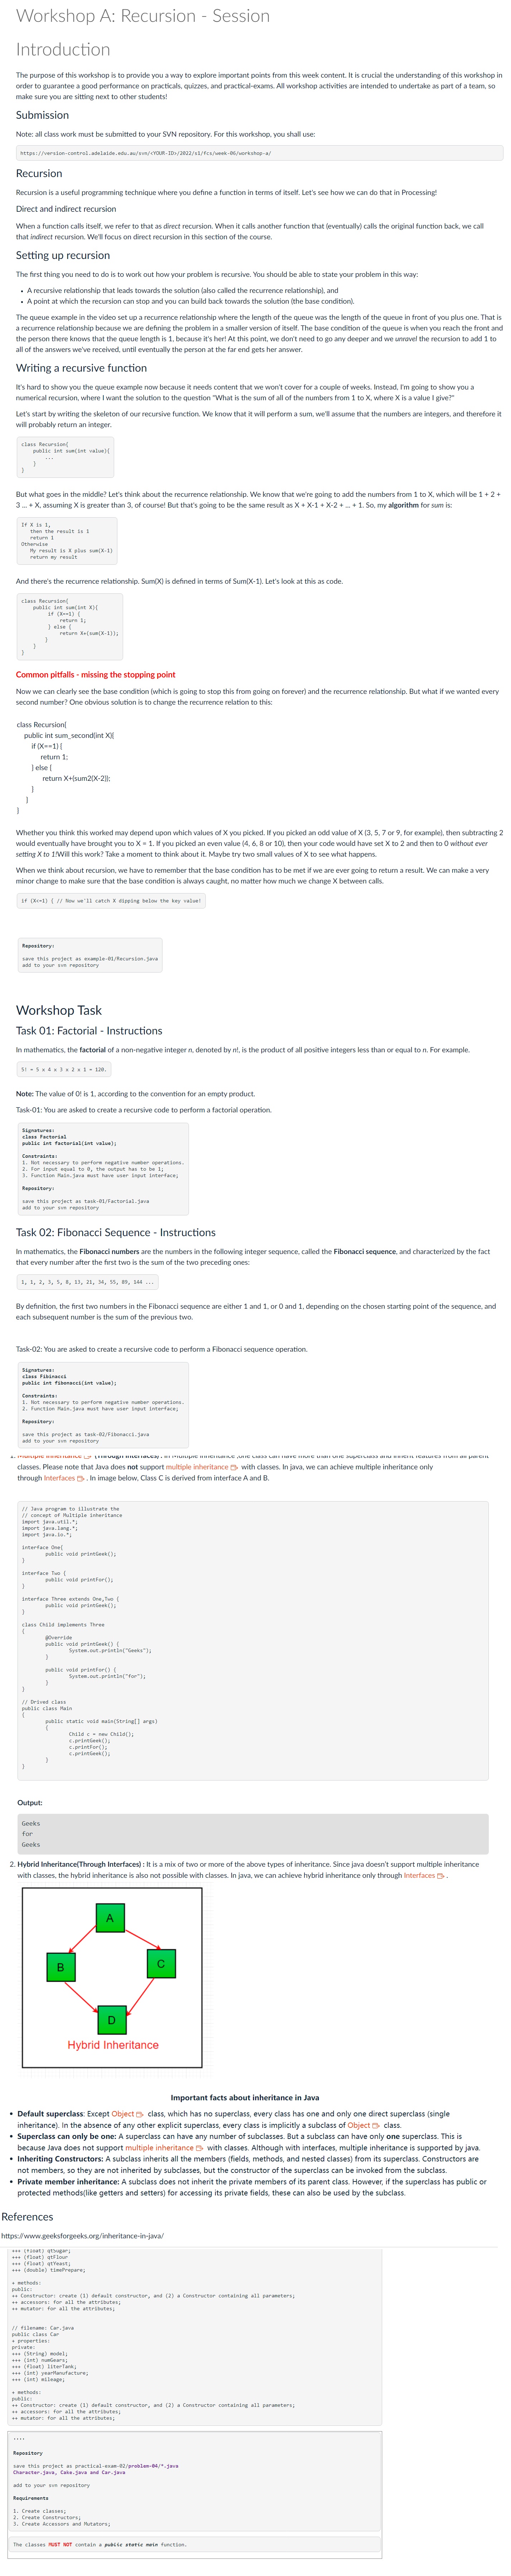 Workshop A: Recursion - Session
Introduction
The purpose of this workshop is to provide you a way to explore important points from this week content. It is crucial the understanding of this workshop in
order to guarantee a good performance on practicals, quizzes, and practical-exams. All workshop activities are intended to undertake as part of a team, so
make sure you are sitting next to other students!
Submission
Note: all class work must be submitted to your SVN repository. For this workshop, you shall use:
https://version-control.adelaide.edu.au/svn/<YOUR-ID>/2022/s1/fcs/week-06/workshop-a/
Recursion
Recursion is a useful programming technique where you define a function in terms of itself. Let's see how we can do that in Processing!
Direct and indirect recursion
When a function calls itself, we refer to that as direct recursion. When it calls another function that (eventually) calls the original function back, we call
that indirect recursion. We'll focus on direct recursion in this section of the course.
Setting up recursion
The first thing you need to do is to work out how your problem is recursive. You should be able to state your problem in this way:
• A recursive relationship that leads towards the solution (also called the recurrence relationship), and
• A point at which the recursion can stop and you can build back towards the solution (the base condition).
The queue example in the video set up a recurrence relationship where the length of the queue was the length of the queue in front of you plus one. That is
a recurrence relationship because we are defining the problem in a smaller version of itself. The base condition of the queue is when you reach the front and
the person there knows that the queue length is 1, because it's her! At this point, we don't need to go any deeper and we unravel the recursion to add 1 to
all of the answers we've received, until eventually the person at the far end gets her answer.
Writing a recursive function
It's hard to show you the queue example now because it needs content that we won't cover for a couple of weeks. Instead, I'm going to show you a
numerical recursion, where I want the solution to the question "What is the sum of all of the numbers from 1 to X, where X is a value I give?"
Let's start by writing the skeleton of our recursive function. We know that it will perform a sum, we'll assume that the numbers are integers, and therefore it
will probably return an integer.
class Recursion{
public int sum(int value){
...
}
}
But what goes in the middle? Let's think about the recurrence relationship. We know that we're going to add the numbers from 1 to X, which will be 1 + 2 +
3 ... + X, assuming X is greater than 3, of course! But that's going to be the same result as X + X-1 + X-2 + ... + 1. So, my algorithm for sum is:
If X is 1,
then the result is 1
return 1
Otherwise
My result is X plus sum(X-1)
return my result
And there's the recurrence relationship. Sum(X) is defined in terms of Sum(X-1). Let's look at this as code.
class Recursion{
public int sum(int X){
if (X==1) {
return 1;
} else {
return X+(sum(X-1));
}
}
}
Common pitfalls - missing the stopping point
Now we can clearly see the base condition (which is going to stop this from going on forever) and the recurrence relationship. But what if we wanted every
second number? One obvious solution is to change the recurrence relation to this:
class Recursion{
public int sum_second(int X){
if (X==1) {
return 1;
} else {
return X+(sum2(X-2));
}
}
}
Whether you think this worked may depend upon which values of X you picked. If you picked an odd value of X (3, 5, 7 or 9, for example), then subtracting 2
would eventually have brought you to X = 1. If you picked an even value (4, 6, 8 or 10), then your code would have set X to 2 and then to 0 without ever
setting X to 1!Will this work? Take a moment to think about it. Maybe try two small values of X to see what happens.
When we think about recursion, we have to remember that the base condition has to be met if we are ever going to return a result. We can make a very
minor change to make sure that the base condition is always caught, no matter how much we change X between calls.
if (X<=1) { // Now we'll catch X dipping below the key value!
Repository:
save this project as example-01/Recursion.java
add to your svn repository
Workshop Task
Task 01: Factorial - Instructions
In mathematics, the factorial of a non-negative integer n, denoted by n!, is the product of all positive integers less than or equal to n. For example.
5! = 5 x 4 x 3 x 2 x 1 = 120.
Note: The value of 0! is 1, according to the convention for an empty product.
Task-01: You are asked to create a recursive code to perform a factorial operation.
Signatures:
class Factorial
public int factorial(int value);
Constraints:
1. Not necessary to perform negative number operations.
2. For input equal to 0, the output has to be 1;
3. Function Main.java must have user input interface;
Repository:
save this project as task-01/Factorial.java
add to your svn repository
Task 02: Fibonacci Sequence - Instructions
In mathematics, the Fibonacci numbers are the numbers in the following integer sequence, called the Fibonacci sequence, and characterized by the fact
that every number after the first two is the sum of the two preceding ones:
1, 1, 2, 3, 5, 8, 13, 21, 34, 55, 89, 144 ...
By definition, the first two numbers in the Fibonacci sequence are either 1 and 1, or 0 and 1, depending on the chosen starting point of the sequence, and
each subsequent number is the sum of the previous two.
Task-02: You are asked to create a recursive code to perform a Fibonacci sequence operation.
Signatures:
class Fibinacci
public int fibonacci(int value);
Constraints:
1. Not necessary to perform negative number operations.
2. Function Main.java must have user input interface;
Repository:
save this project as task-02/Fibonacci.java
add to your svn repository
1. Multiple Inheritance (Through Interfaces) : In Multiple inheritance ,one class can have more than one superclass and inherit features from all parent
classes. Please note that Java does not support multiple inheritance with classes. In java, we can achieve multiple inheritance only
through Interfaces . In image below, Class C is derived from interface A and B.
// Java program to illustrate the
// concept of Multiple inheritance
import java.util.*;
import java.lang.*;
import java.io.*;
interface One{
public void printGeek();
}
interface Two {
public void printFor();
}
interface Three extends One,Two {
public void printGeek();
}
class Child implements Three
{
@Override
public void printGeek() {
System.out.println("Geeks");
}
public void printFor() {
System.out.println("for");
}
}
// Drived class
public class Main
{
public static void main(String[] args)
{
Child c = new Child();
c.printGeek();
c.printFor();
c.printGeek();
}
}
Output:
Geeks
for
Geeks
2. Hybrid Inheritance(Through Interfaces) : It is a mix of two or more of the above types of inheritance. Since java doesn't support multiple inheritance
with classes, the hybrid inheritance is also not possible with classes. In java, we can achieve hybrid inheritance only through Interfaces .
A
B
C
D
Hybrid Inheritance
Important facts about inheritance in Java
• Default superclass: Except Object class, which has no superclass, every class has one and only one direct superclass (single
inheritance). In the absence of any other explicit superclass, every class is implicitly a subclass of Object class.
• Superclass can only be one: A superclass can have any number of subclasses. But a subclass can have only one superclass. This is
because Java does not support multiple inheritance with classes. Although with interfaces, multiple inheritance is supported by java.
• Inheriting Constructors: A subclass inherits all the members (fields, methods, and nested classes) from its superclass. Constructors are
not members, so they are not inherited by subclasses, but the constructor of the superclass can be invoked from the subclass.
• Private member inheritance: A subclass does not inherit the private members of its parent class. However, if the superclass has public or
protected methods(like getters and setters) for accessing its private fields, these can also be used by the subclass.
References
https://www.geeksforgeeks.org/inheritance-in-java/
+++ (float) qtSugar;
+++ (float) qtFlour
+++ (float) qtYeast;
+++ (double) timePrepare;
+ methods:
public:
++ Constructor: create (1) default constructor, and (2) a Constructor containing all parameters;
++ accessors: for all the attributes;
++ mutator: for all the attributes;
// filename: Car.java
public class Car
+ properties:
private:
+++ (String) model;
+++ (int) numGears;
+++ (float) literTank;
+++ (int) yearManufacture;
+++ (int) mileage;
+ methods:
public:
++ Constructor: create (1) default constructor, and (2) a Constructor containing all parameters;
++ accessors: for all the attributes;
++ mutator: for all the attributes;
....
Repository
save this project as practical-exam-02/problem-04/*.java
Character.java, Cake.java and Car.java
add to your svn repository
Requirements
1. Create classes;
2. Create Constructors;
3. Create Accessors and Mutators;
The classes MUST NOT contain a public static main function.